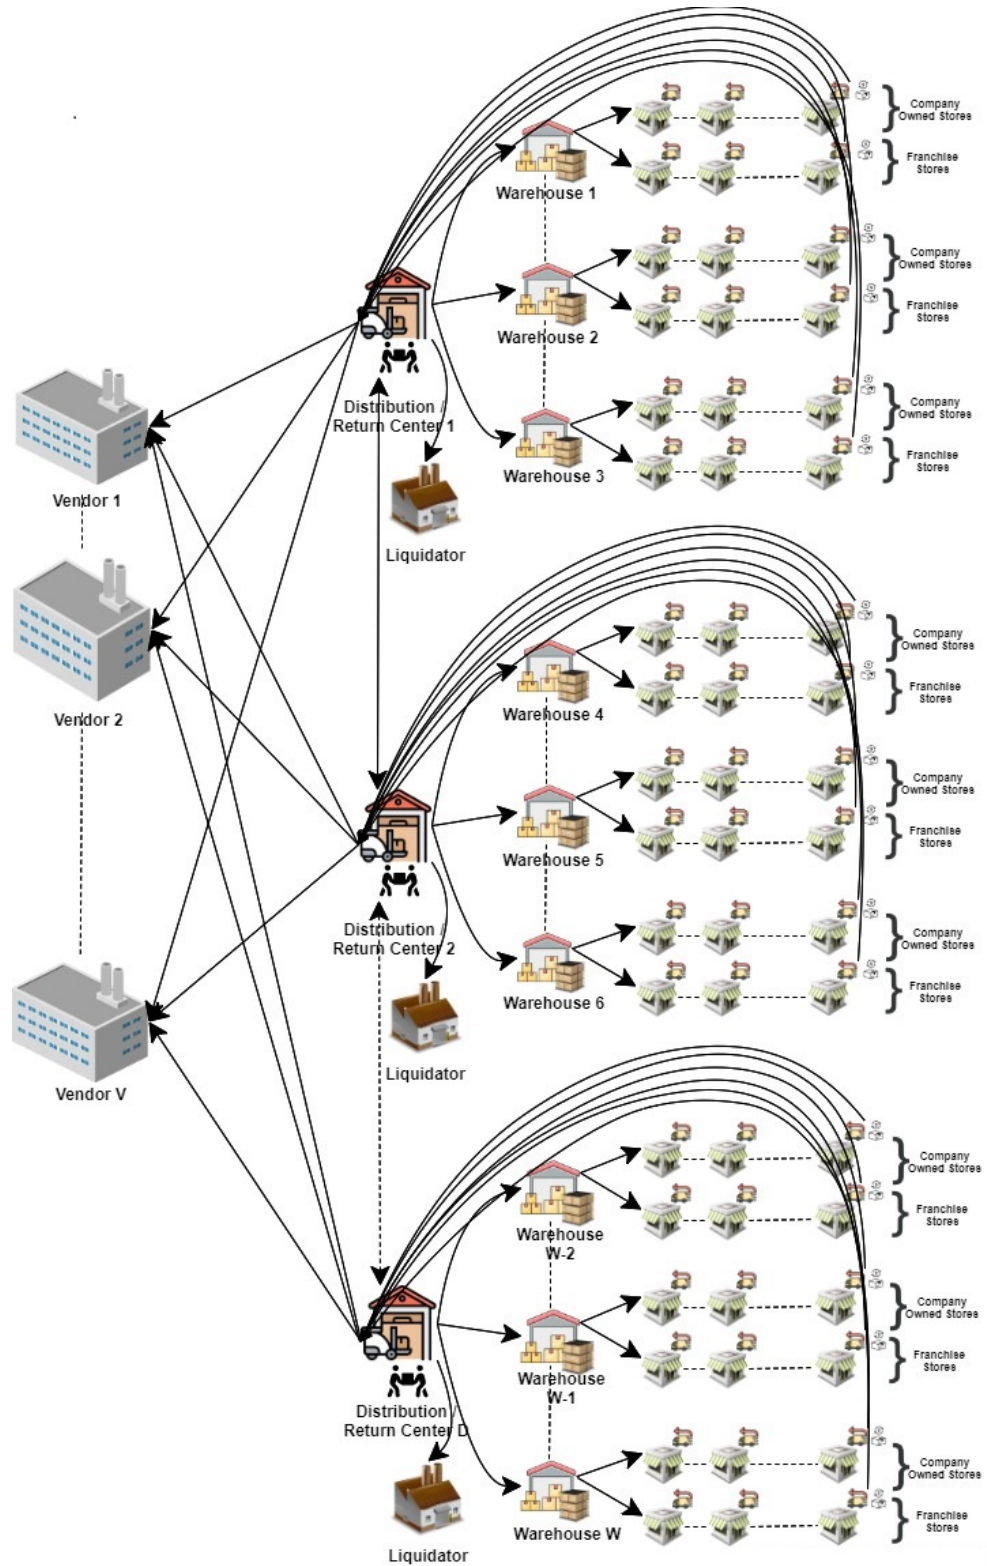 Company
Owned Stores
Franchise
Stores
Warehouse 1
Company
Owned Stores
Franchise
Stores
Warehouse 2
Distribution /
Return Center 1
Company
Owned Stores
Franchise
Stores
Warehouse 3
Vendor 1
Liquidator
Company
Owned Stores
Franchise
Stores
Warehouse 4
Vendor 2
Company
Owned Stores
Franchise
Stores
Warehouse 5
Distribution /
Return Center 2
Company
Owned Stores
Franchise
Stores
Warehouse 6
Liquidator
Vendor V
Company
Owned Stores
Franchise
Stores
Warehouse
W-2
Company
Owned Stores
Franchise
Stores
Warehouse
W-1
Distribution /
Return Center D
Company
Owned Stores
Franchise
Stores
Warehouse W
Liquidator